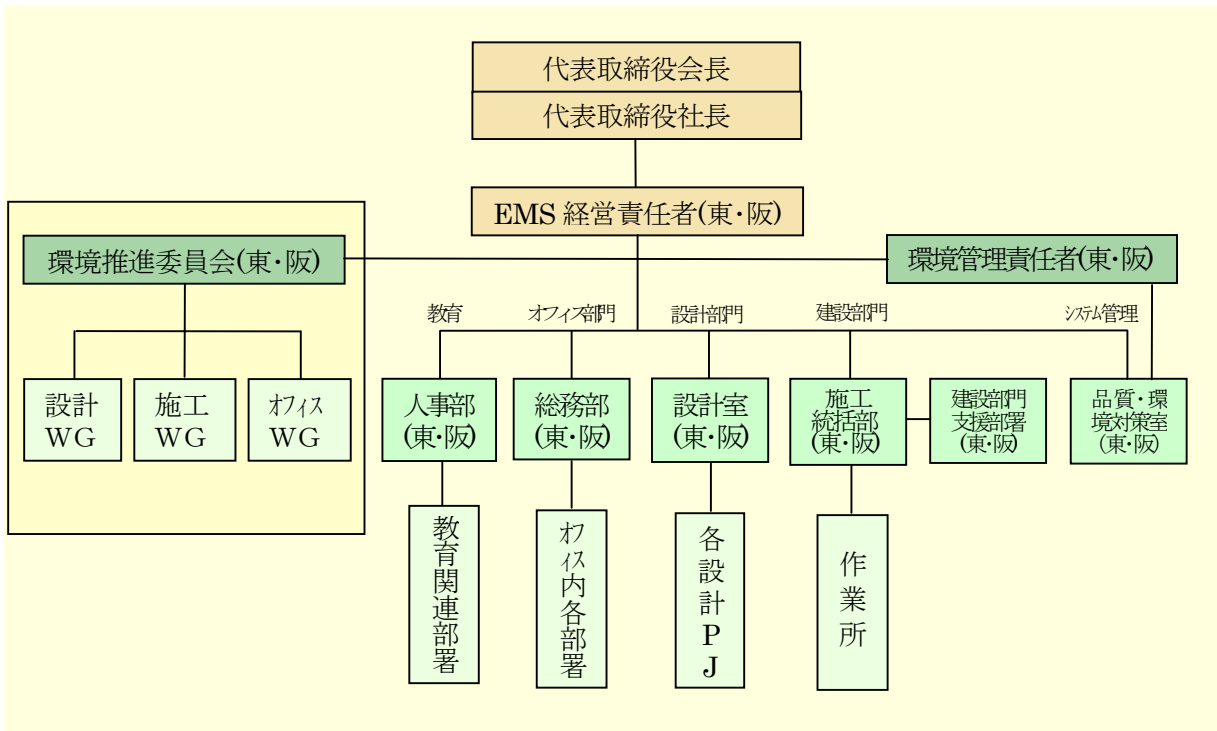 代表取締役会長
代表取締役社長
EMS 経営責任者(東・阪)
環境推進委員会(東・阪)
環境管理責任者(東・阪)
教育
オフィス部門
設計部門
建設部門
システム管理
設計
WG
施工
WG
オフィス
WG
人事部
(東・阪)
総務部
(東・阪)
設計室
(東・阪)
施工
統括部
(東・阪)
建設部門
支援部署
(東・阪)
品質・環
境対策室
(東・阪)
教育関連部署
オフィス内各部署
各設計PJ
作業所